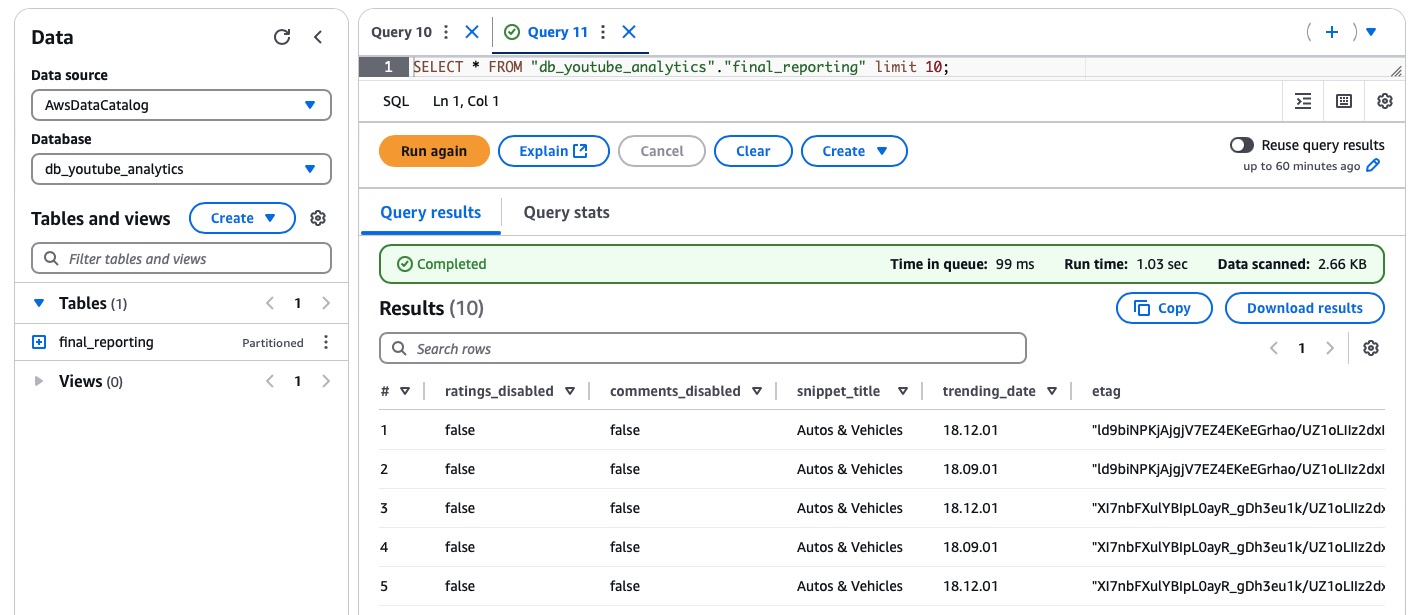 Data
Data source
AwsDataCatalog
Database
db_youtube_analytics
Tables and views
Create
Filter tables and views
Tables (1)
1
final_reporting
Partitioned
Views (0)
1
Query 10
Query 11
1 SELECT * FROM "db_youtube_analytics"."final_reporting" limit 10;
SQL Ln 1, Col 1
Run again
Explain
Cancel
Clear
Create
Reuse query results
up to 60 minutes ago
Query results
Query stats
Completed
Time in queue: 99 ms
Run time: 1.03 sec
Data scanned: 2.66 KB
Results (10)
Copy
Download results
Search rows
1
# ratings_disabled comments_disabled snippet_title trending_date etag
1 false false Autos & Vehicles 18.12.01 "ld9biNPKjAjgjV7EZ4EKeEGrhao/UZ1oLIIz2dxI
2 false false Autos & Vehicles 18.09.01 "ld9biNPKjAjgjV7EZ4EKeEGrhao/UZ1oLIIz2dxI
3 false false Autos & Vehicles 18.12.01 "XI7nbFXulYBIpL0ayR_gDh3eu1k/UZ1oLIIz2dx
4 false false Autos & Vehicles 18.09.01 "XI7nbFXulYBIpL0ayR_gDh3eu1k/UZ1oLIIz2dx
5 false false Autos & Vehicles 18.12.01 "XI7nbFXulYBIpL0ayR_gDh3eu1k/UZ1oLIIz2dx